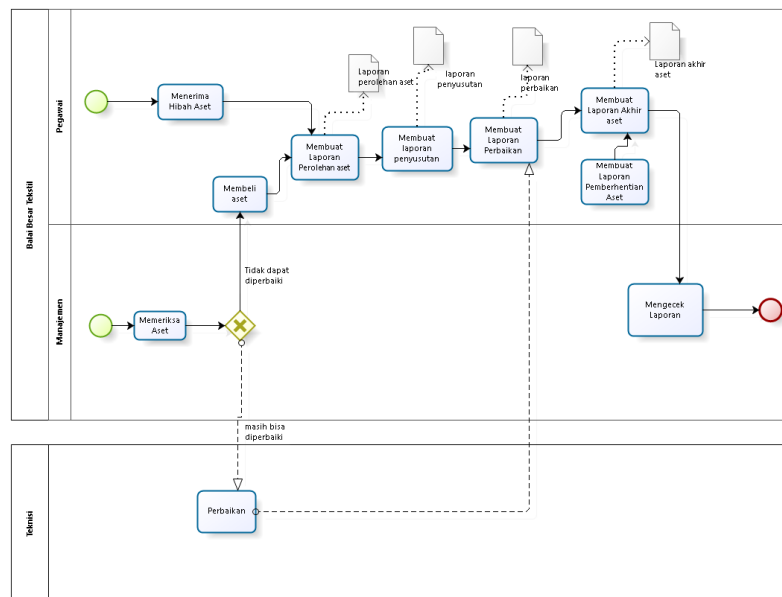 Balai Besar Tekstil
Pegawai
Menerima
Hibah Aset
Laporan
perolehan aset
laporan
penyusutan
laporan
perbaikan
Laporan akhir
aset
Membuat
Laporan
Perolehan aset
Membuat
laporan
penyusutan
Membuat
Laporan
Perbaikan
Membuat
Laporan Akhir
aset
Membuat
Laporan
Pemberhentian
Aset
Membeli
aset
Manajemen
Tidak dapat
diperbaiki
Memeriksa
Aset
Mengecek
Laporan
masih bisa
diperbaiki
Teknisi
Perbaikan